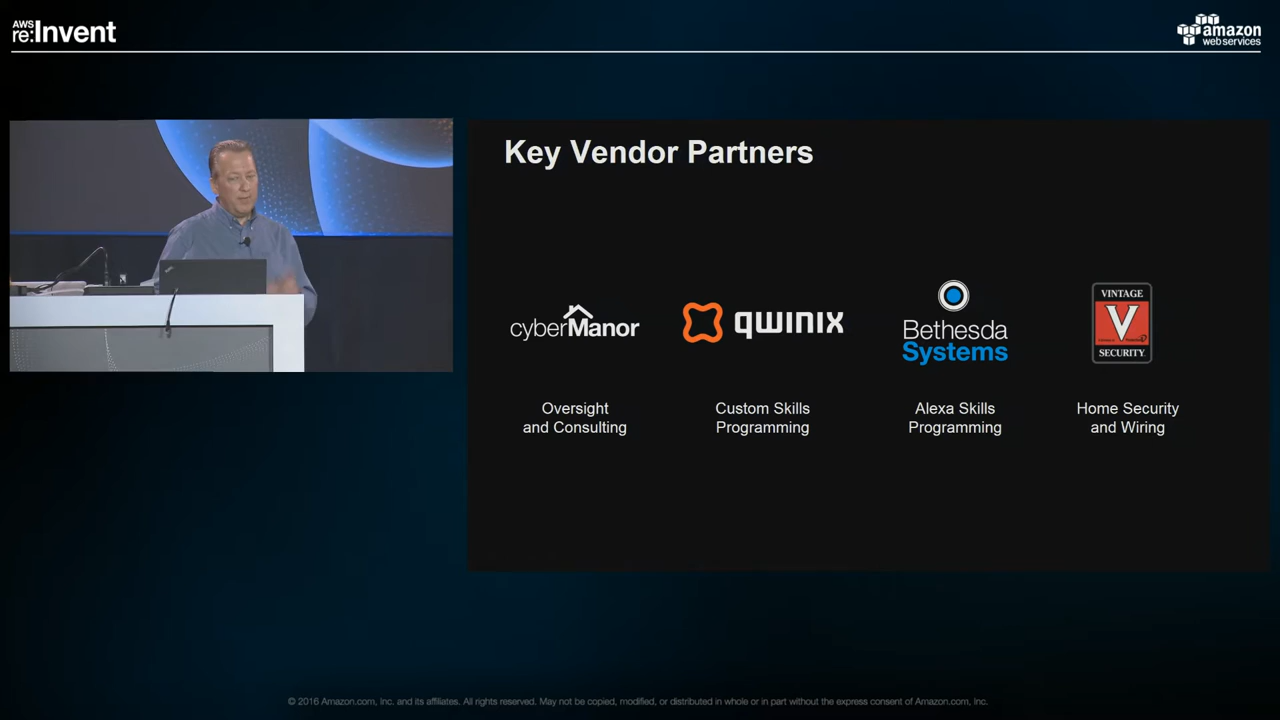 AWS
re:Invent
amazon
web services
Key Vendor Partners
cyberManor
qwinix
Bethesda
Systems
VINTAGE
V
SECURITY
Oversight
and Consulting
Custom Skills
Programming
Alexa Skills
Programming
Home Security
and Wiring
© 2016 Amazon.com, Inc. and its affiliates. All rights reserved. May not be copied, modified, or distributed in whole or in part without the express consent of Amazon.com, Inc.